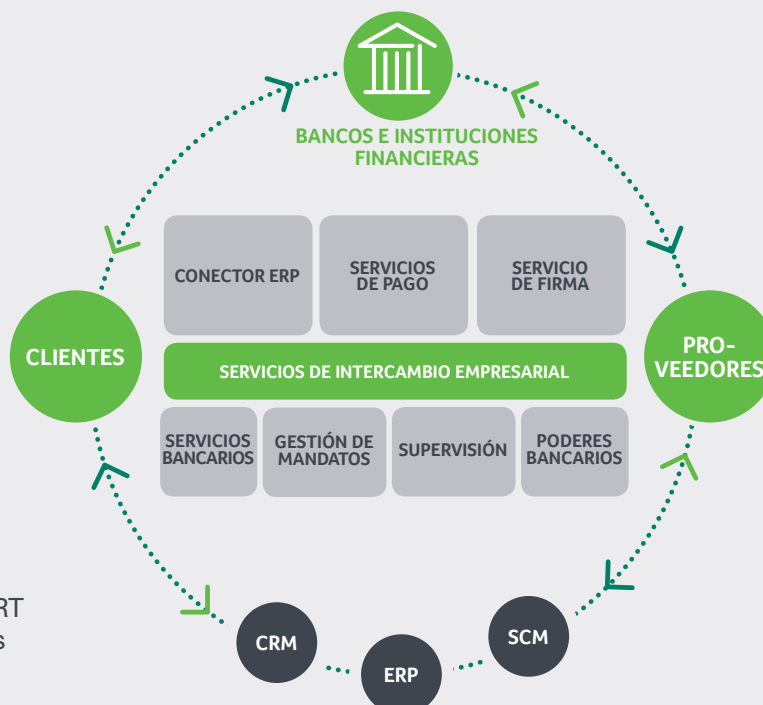 BANCOS E INSTITUCIONES
FINANCIERAS
CONECTOR ERP
SERVICIOS
DE PAGO
SERVICIO
DE FIRMA
CLIENTES
PRO-
VEEDORES
SERVICIOS DE INTERCAMBIO EMPRESARIAL
SERVICIOS
BANCARIOS
GESTIÓN DE
MANDATOS
SUPERVISIÓN
PODERES
BANCARIOS
CRM
ERP
SCM